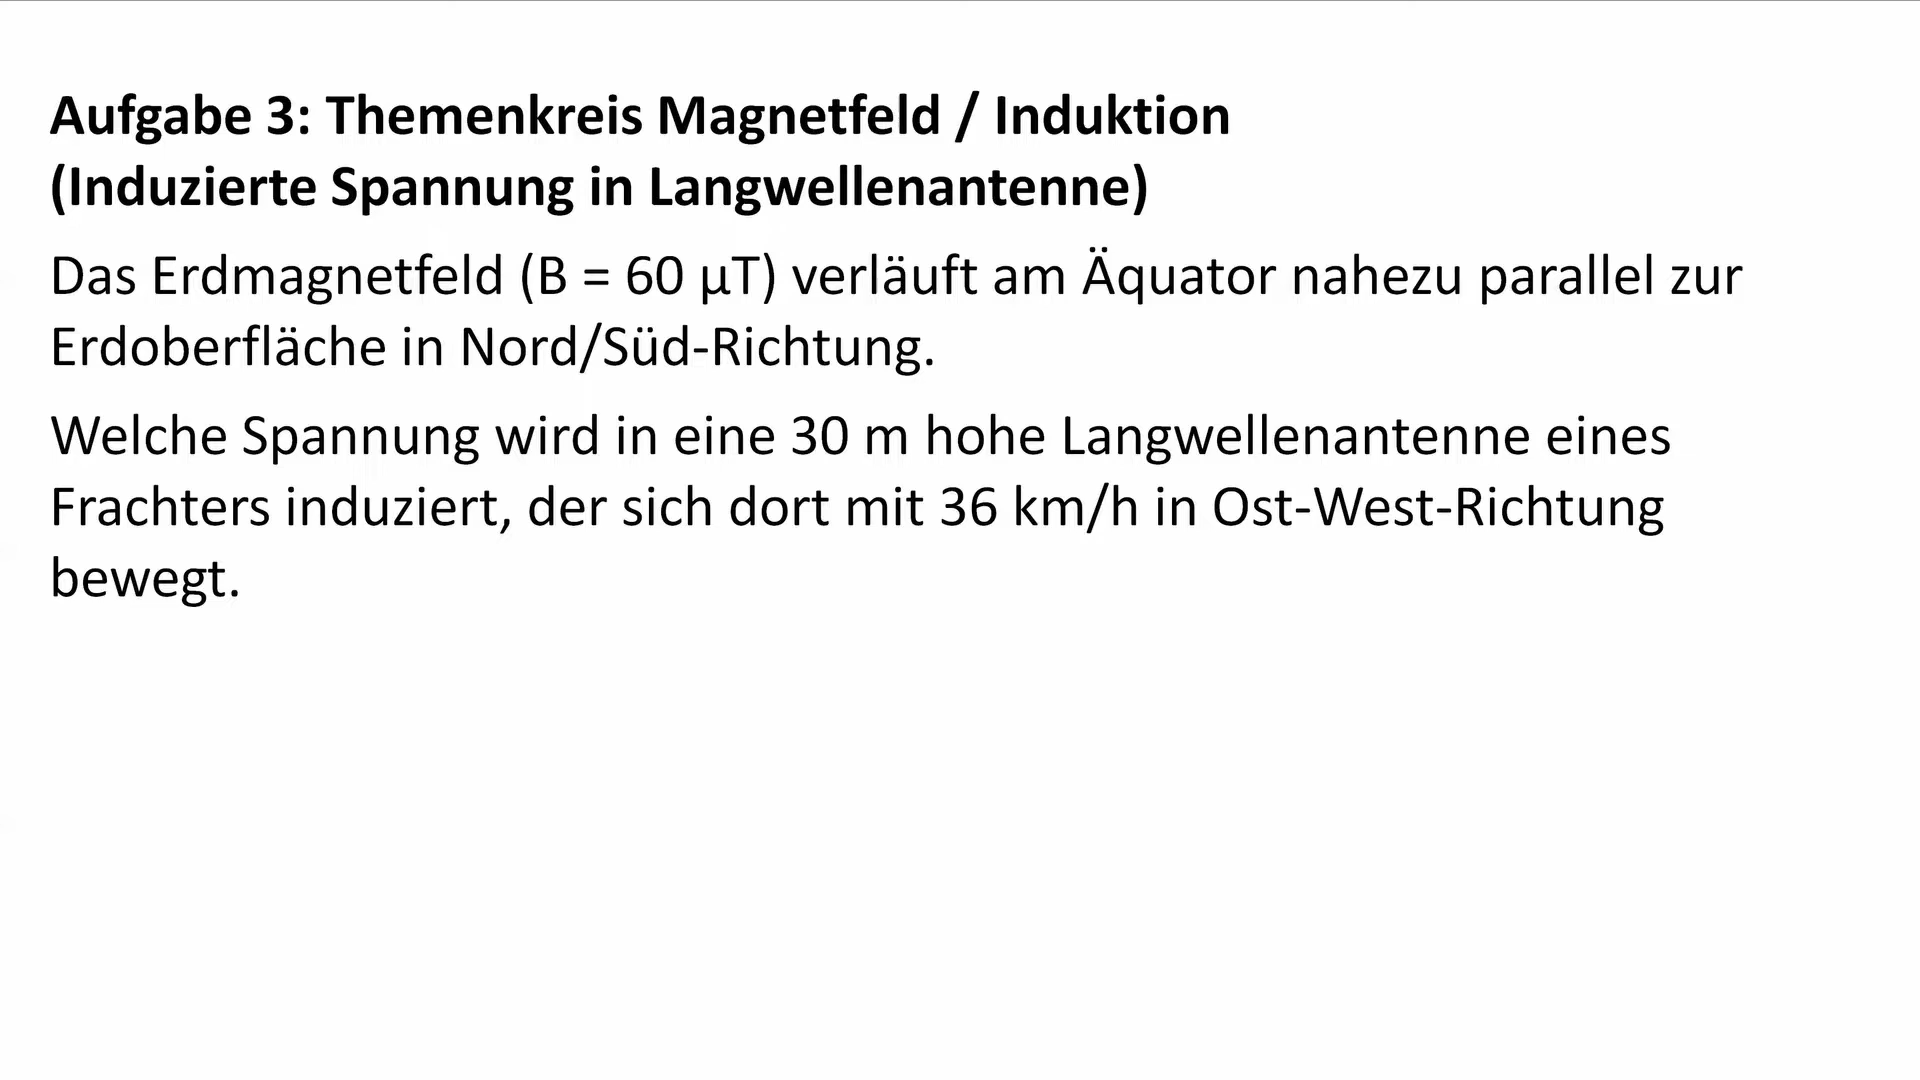 Aufgabe 3: Themenkreis Magnetfeld / Induktion
(Induzierte Spannung in Langwellenantenne)
Das Erdmagnetfeld (B = 60 µT) verläuft am Äquator nahezu parallel zur
Erdoberfläche in Nord/Süd-Richtung.
Welche Spannung wird in eine 30 m hohe Langwellenantenne eines
Frachters induziert, der sich dort mit 36 km/h in Ost-West-Richtung
bewegt.